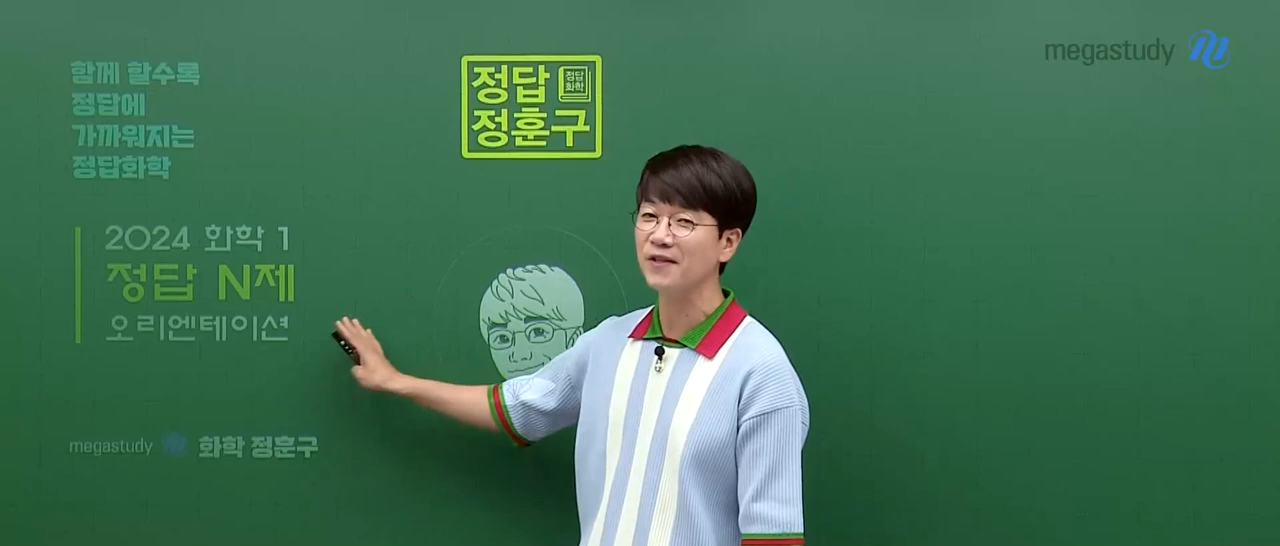 함께 할수록
정답에
가까워지는
정답화학
정답
정답
화학
정훈구
megastudy
2024 화학 1
정답 N제
오리엔테이션
megastudy 화학 정훈구